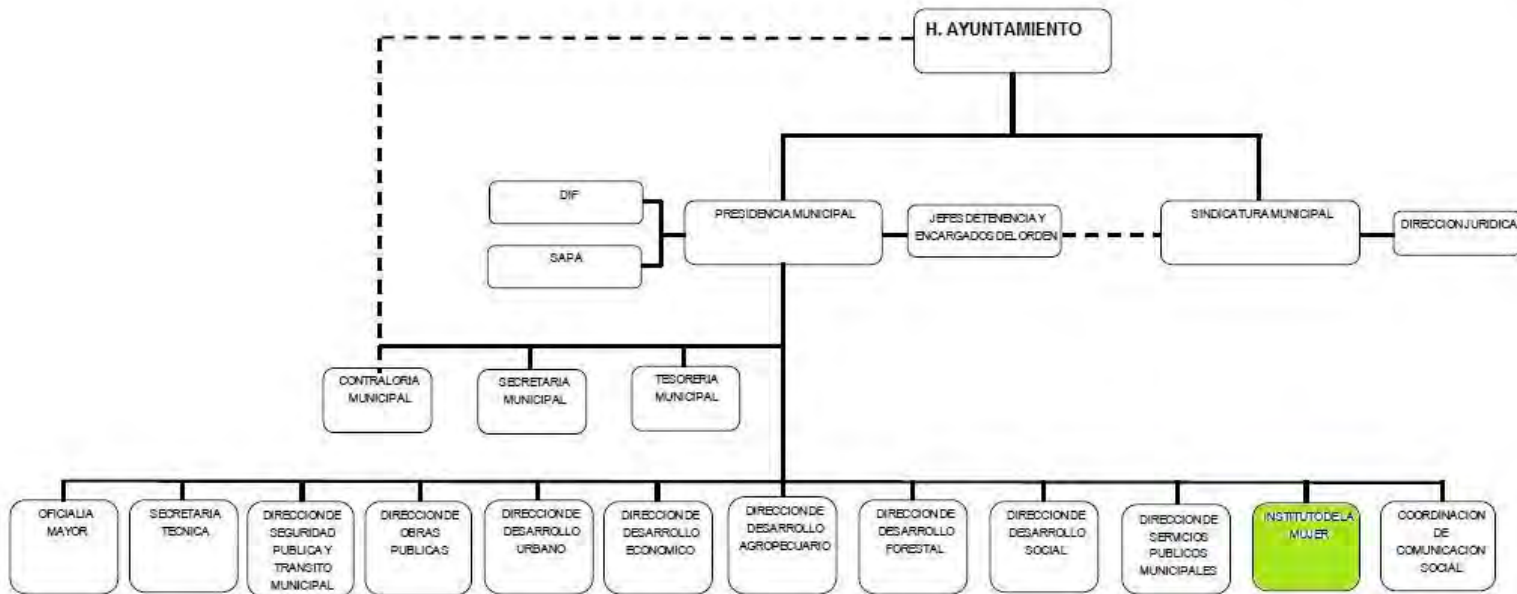 H. AYUNTAMIENTO
DIF
SAPA
PRESIDENCIA MUNICIPAL
JEFES DE TENENCIA Y
ENCARGADOS DEL ORDEN
SINDICATURA MUNICIPAL
DIRECCION JURIDICA
CONTRALORIA
MUNICIPAL
SECRETARIA
MUNICIPAL
TESORERIA
MUNICIPAL
OFICIALIA
MAYOR
SECRETARIA
TECNICA
DIRECCION DE
SEGURIDAD
PUBLICA Y
TRANSITO
MUNICIPAL
DIRECCION DE
OBRAS
PUBLICAS
DIRECCION DE
DESARROLLO
URBANO
DIRECCION DE
DESARROLLO
ECONOMICO
DIRECCION DE
DESARROLLO
AGROPECUARIO
DIRECCION DE
DESARROLLO
FORESTAL
DIRECCION DE
DESARROLLO
SOCIAL
DIRECCION DE
SERVICIOS
PUBLICOS
MUNICIPALES
INSTITUTO DE LA
MUJER
COORDINACION
DE
COMUNICACION
SOCIAL